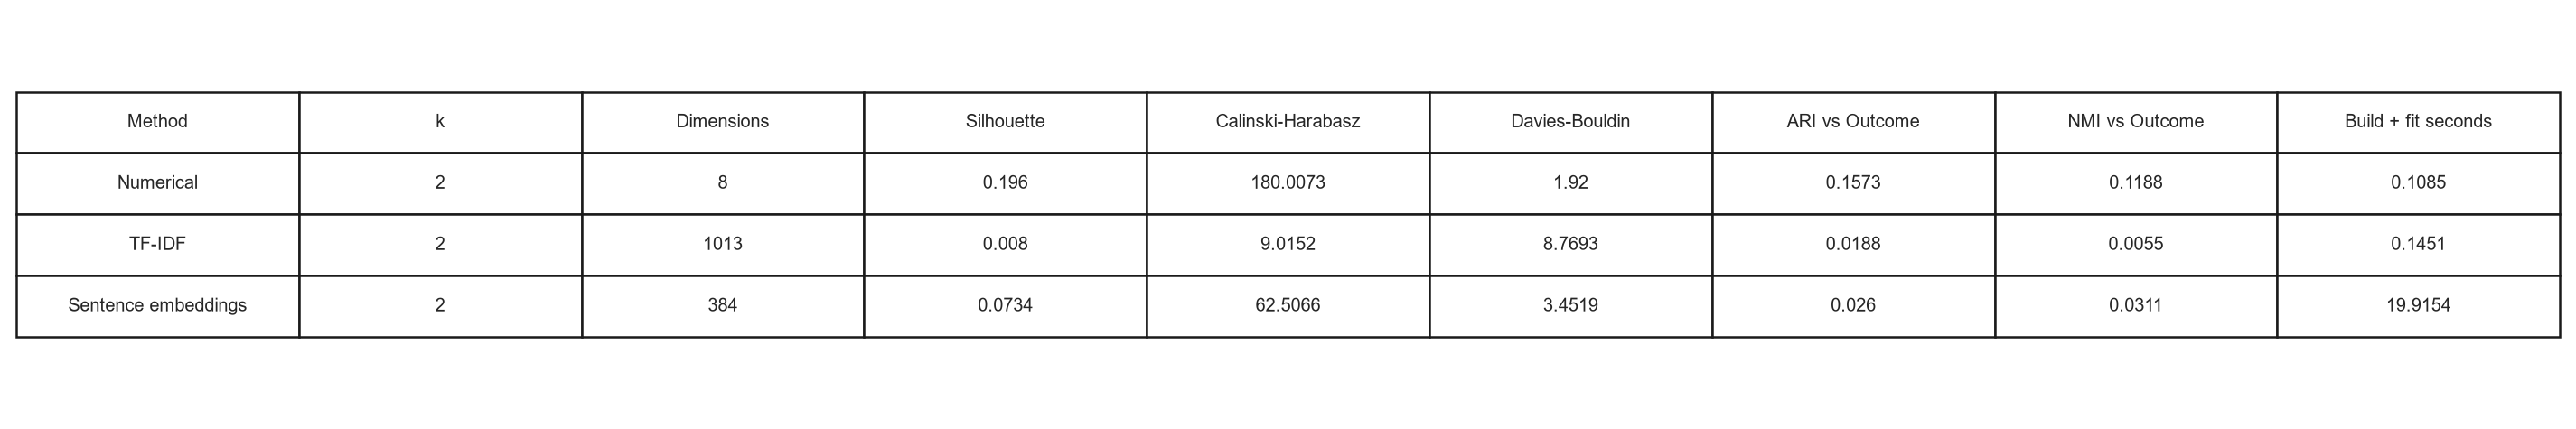 Method k Dimensions Silhouette Calinski-Harabasz Davies-Bouldin ARI vs Outcome NMI vs Outcome Build + fit seconds
Numerical 2 8 0.196 180.0073 1.92 0.1573 0.1188 0.1085
TF-IDF 2 1013 0.008 9.0152 8.7693 0.0188 0.0055 0.1451
Sentence embeddings 2 384 0.0734 62.5066 3.4519 0.026 0.0311 19.9154